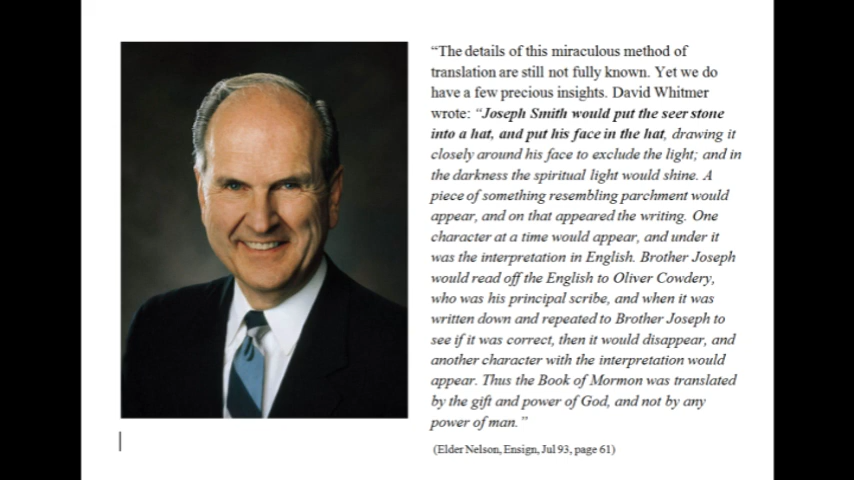 “The details of this miraculous method of
translation are still not fully known. Yet we do
have a few precious insights. David Whitmer
wrote: “Joseph Smith would put the seer stone
into a hat, and put his face in the hat, drawing it
closely around his face to exclude the light; and in
the darkness the spiritual light would shine. A
piece of something resembling parchment would
appear, and on that appeared the writing. One
character at a time would appear, and under it
was the interpretation in English. Brother Joseph
would read off the English to Oliver Cowdery,
who was his principal scribe, and when it was
written down and repeated to Brother Joseph to
see if it was correct, then it would disappear, and
another character with the interpretation would
appear. Thus the Book of Mormon was translated
by the gift and power of God, and not by any
power of man.”
(Elder Nelson, Ensign, Jul 93, page 61)